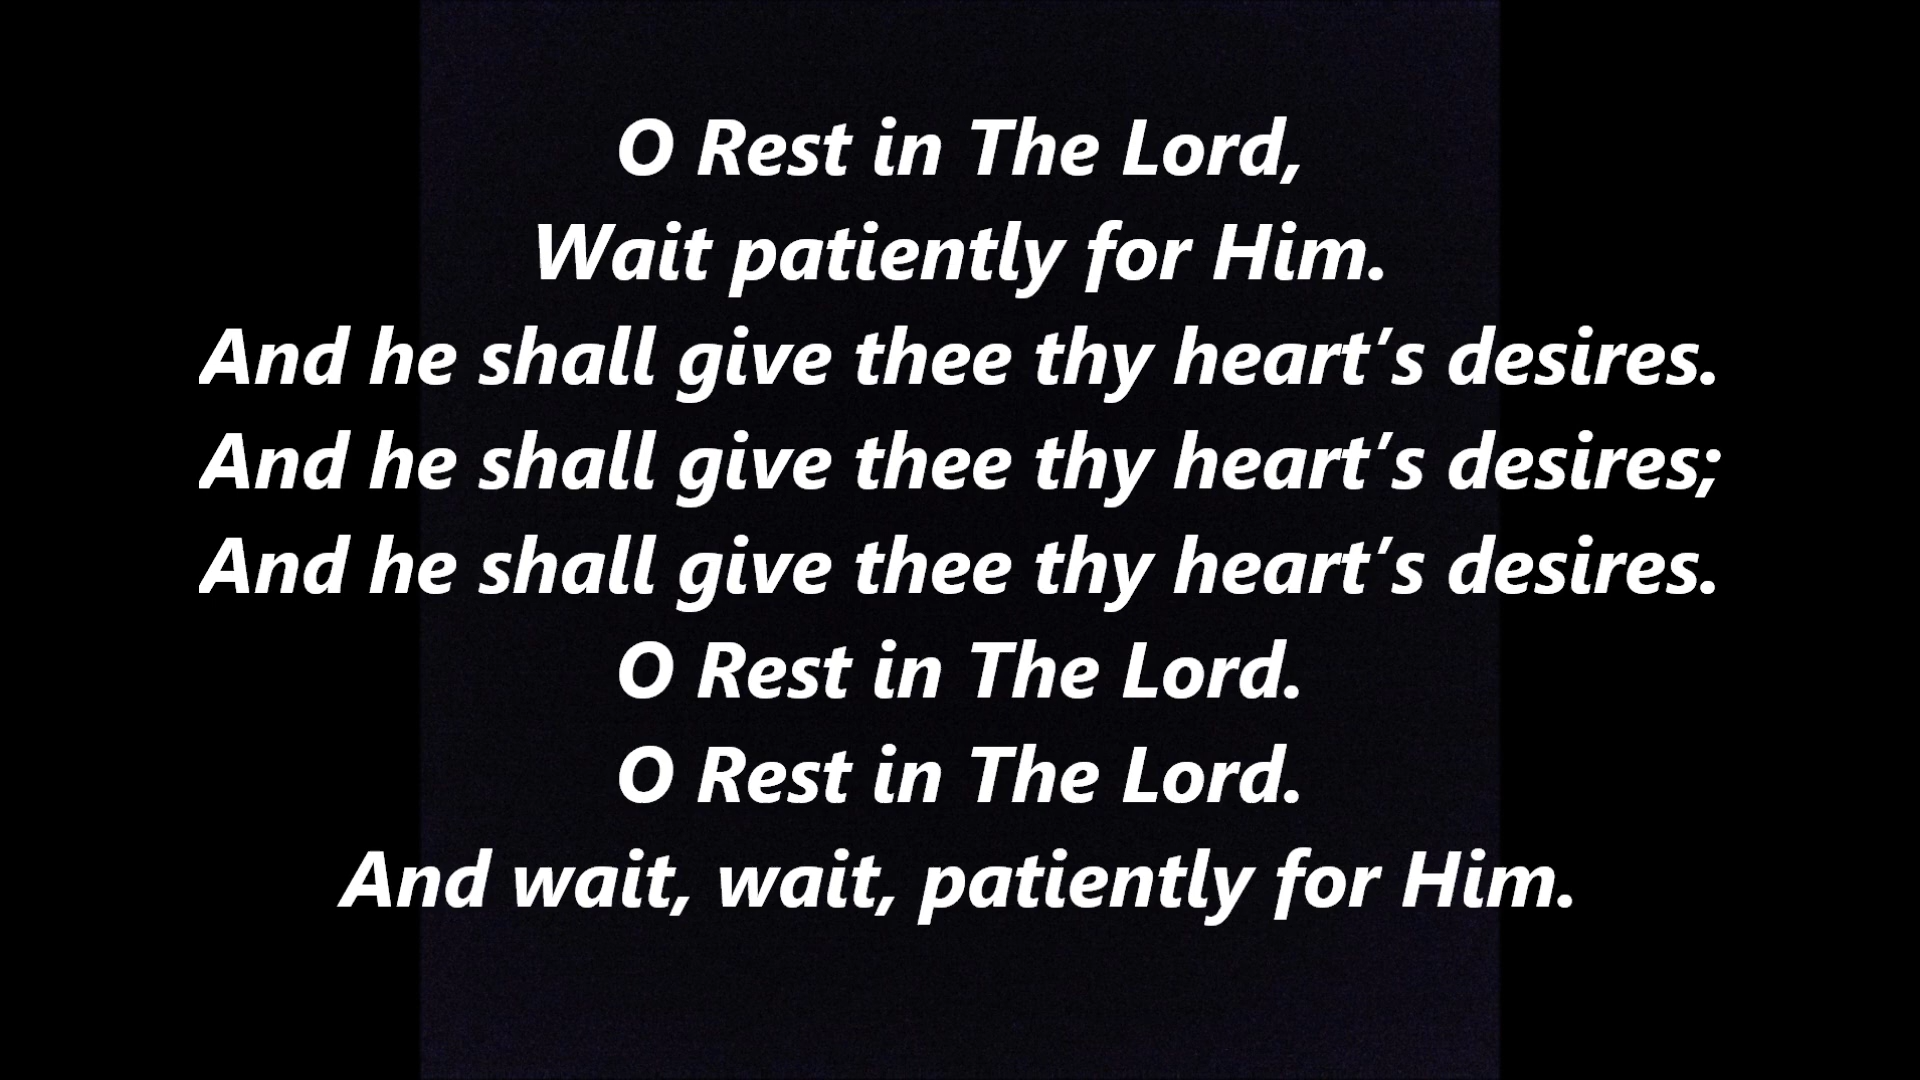 O Rest in The Lord,
Wait patiently for Him.
And he shall give thee thy heart’s desires.
And he shall give thee thy heart’s desires;
And he shall give thee thy heart’s desires.
O Rest in The Lord.
O Rest in The Lord.
And wait, wait, patiently for Him.